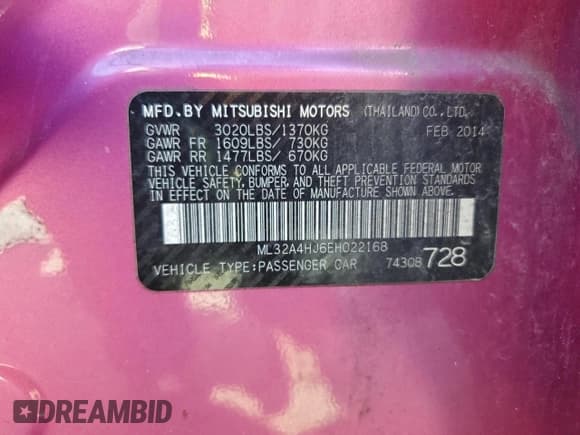 MFD.BY MITSUBISHI MOTORS (THAILAND)CO.,LTD.
GVWR 3020LBS/1370KG FEB 2014
GAWR FR 1609LBS/ 730KG
GAWR RR 1477LBS/ 670KG
THIS VEHICLE CONFORMS TO ALL APPLICABLE FEDERAL MOTOR
VEHICLE SAFETY, BUMPER, AND THEFT PREVENTION STANDARDS
IN EFFECT ON THE DATE OF MANUFACTURE SHOWN ABOVE.
ML32A4HJ6EH022168
VEHICLE TYPE:PASSENGER CAR 74308 728
DREAMBID